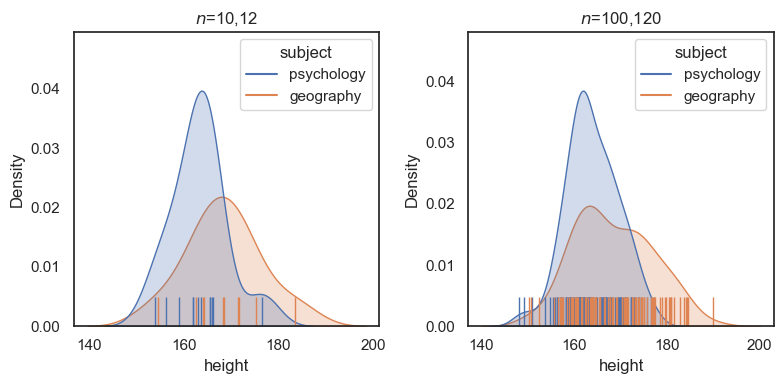 n=10,12
subject
psychology
geography
Density
0.04
0.03
0.02
0.01
0.00
140 160 180 200
height
n=100,120
subject
psychology
geography
Density
0.04
0.03
0.02
0.01
0.00
140 160 180 200
height